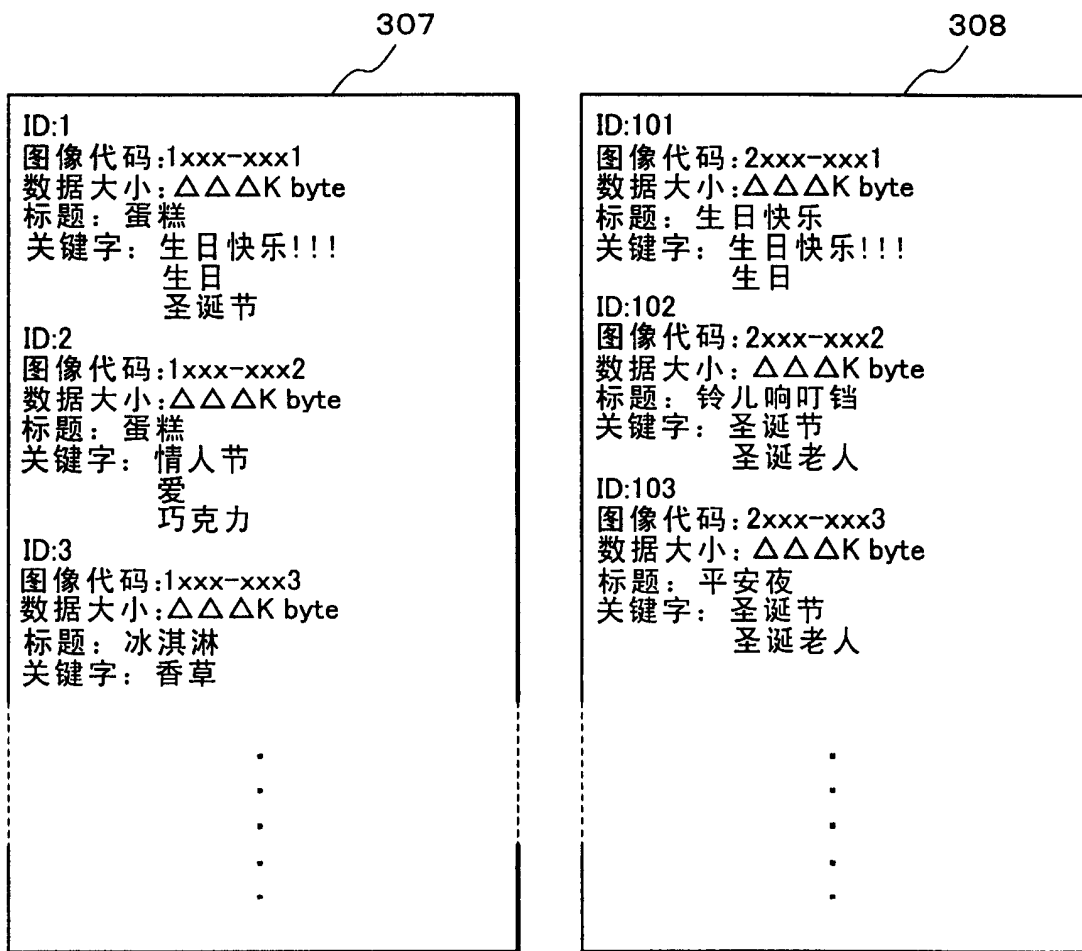 307
ID:1
图像代码:1xxx-xxx1
数据大小:△△△K byte
标题：蛋糕
关键字：生日快乐!!!
生日
圣诞节
ID:2
图像代码:1xxx-xxx2
数据大小:△△△K byte
标题：蛋糕
关键字：情人节
爱
巧克力
ID:3
图像代码:1xxx-xxx3
数据大小:△△△K byte
标题：冰淇淋
关键字：香草
308
ID:101
图像代码:2xxx-xxx1
数据大小:△△△K byte
标题：生日快乐
关键字：生日快乐!!!
生日
ID:102
图像代码:2xxx-xxx2
数据大小:△△△K byte
标题：铃儿响叮铛
关键字：圣诞节
圣诞老人
ID:103
图像代码:2xxx-xxx3
数据大小:△△△K byte
标题：平安夜
关键字：圣诞节
圣诞老人